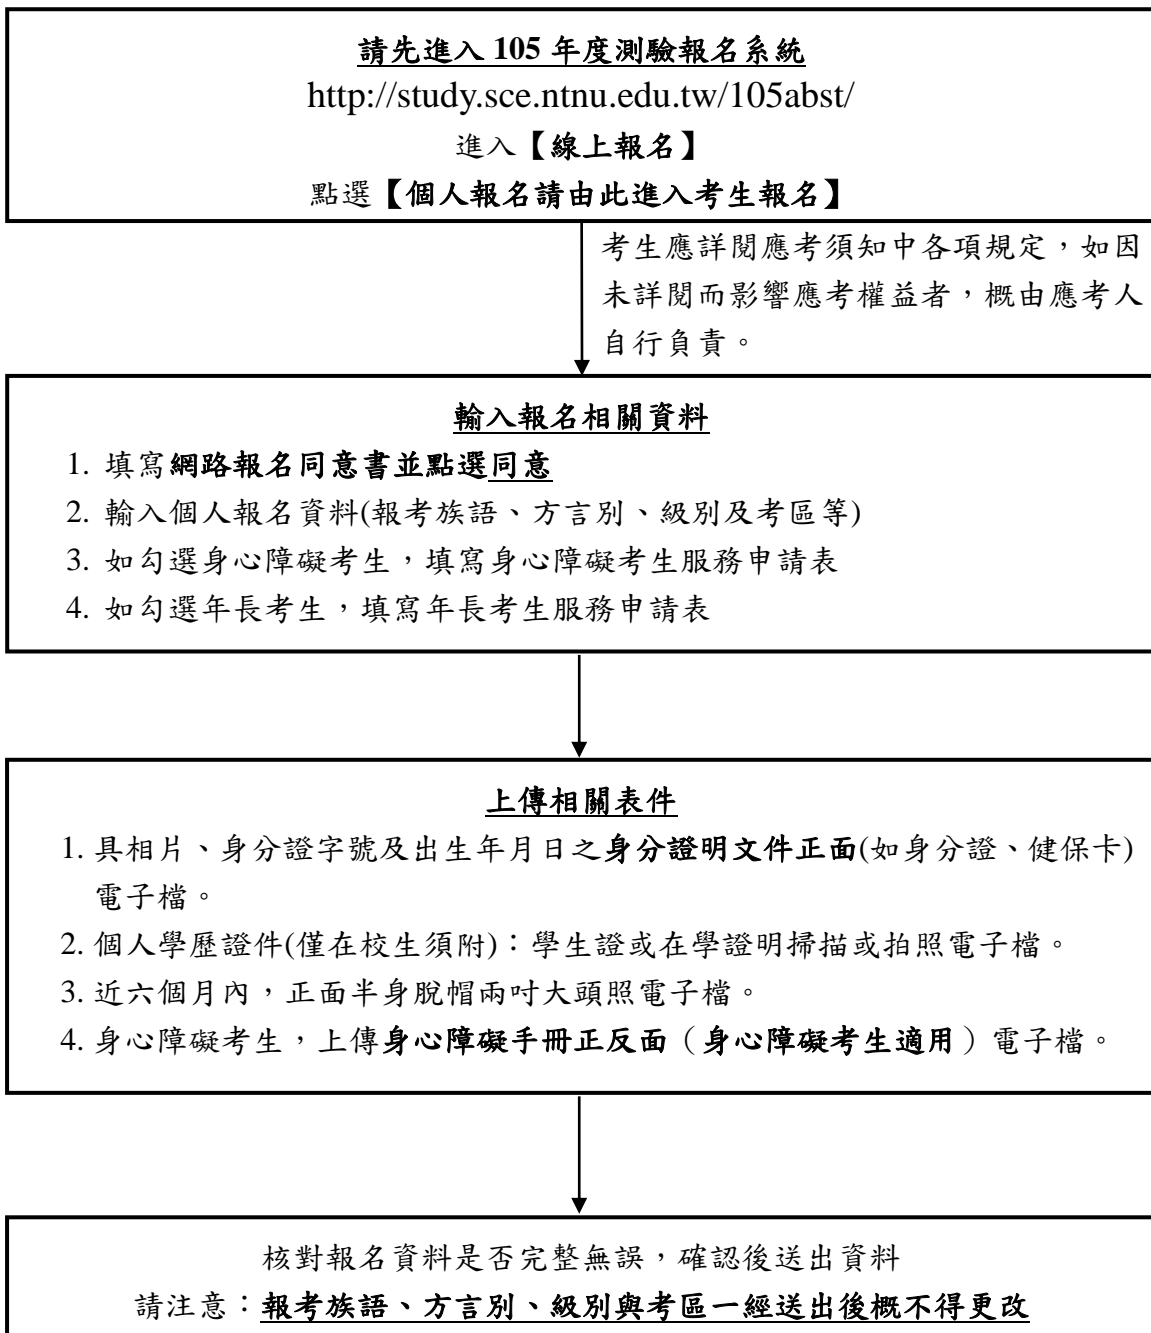 請先進入 105 年度測驗報名系統
http://study.sce.ntnu.edu.tw/105abst/
進入【線上報名】
點選【個人報名請由此進入考生報名】
考生應詳閱應考須知中各項規定，如因
未詳閱而影響應考權益者，概由應考人
自行負責。
輸入報名相關資料
1. 填寫網路報名同意書並點選同意
2. 輸入個人報名資料(報考族語、方言別、級別及考區等)
3. 如勾選身心障礙考生，填寫身心障礙考生服務申請表
4. 如勾選年長考生，填寫年長考生服務申請表
上傳相關表件
1. 具相片、身分證字號及出生年月日之身分證明文件正面(如身分證、健保卡)
電子檔。
2. 個人學歷證件(僅在校生須附)：學生證或在學證明掃描或拍照電子檔。
3. 近六個月內，正面半身脫帽兩吋大頭照電子檔。
4. 身心障礙考生，上傳身心障礙手冊正反面（身心障礙考生適用）電子檔。
核對報名資料是否完整無誤，確認後送出資料
請注意：報考族語、方言別、級別與考區一經送出後概不得更改